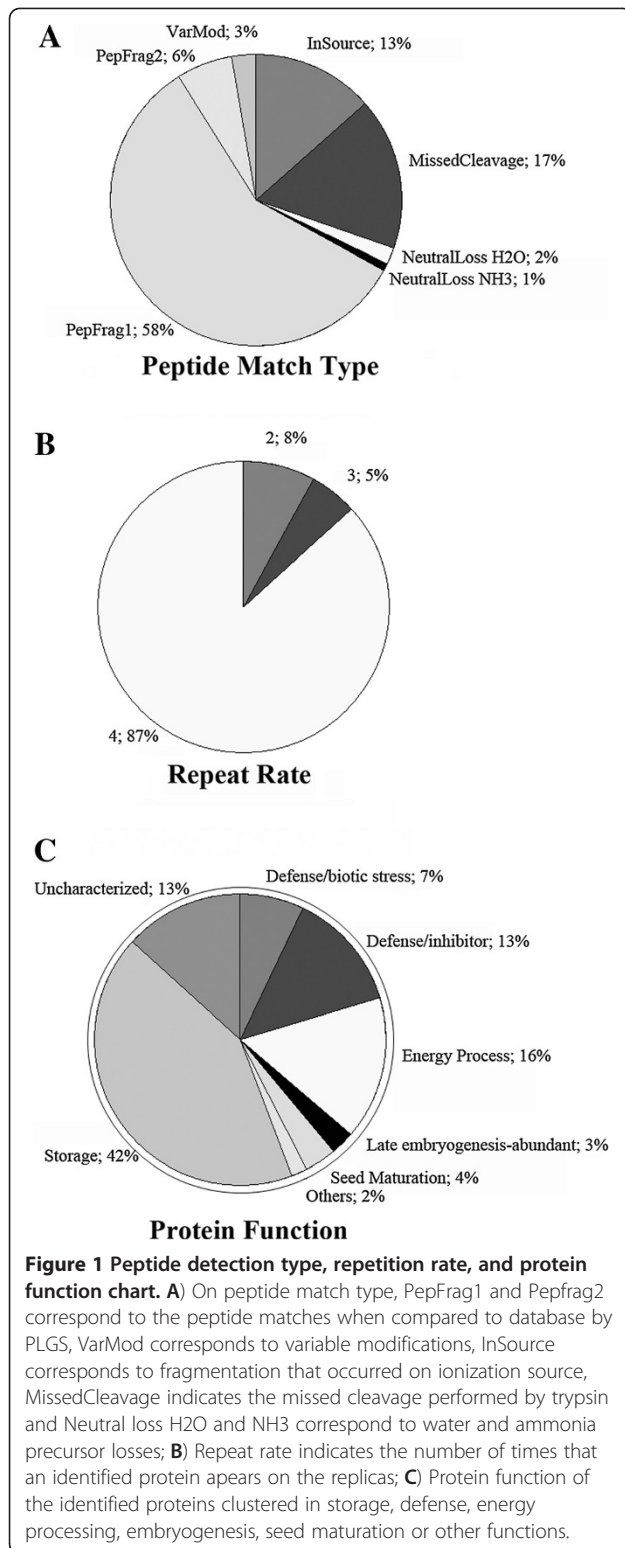 A
VarMod; 3%
InSource; 13%
PepFrag2; 6%
MissedCleavage; 17%
NeutralLoss H2O; 2%
NeutralLoss NH3; 1%
PepFrag1; 58%
Peptide Match Type
B
2; 8%
3; 5%
4; 87%
Repeat Rate
C
Defense/biotic stress; 7%
Uncharacterized; 13%
Defense/inhibitor; 13%
Energy Process; 16%
Late embryogenesis-abundant; 3%
Storage; 42%
Seed Maturation; 4%
Others; 2%
Protein Function
Figure 1 Peptide detection type, repetition rate, and protein
function chart. A) On peptide match type, PepFrag1 and Pepfrag2
correspond to the peptide matches when compared to database by
PLGS, VarMod corresponds to variable modifications, InSource
corresponds to fragmentation that occurred on ionization source,
MissedCleavage indicates the missed cleavage performed by trypsin
and Neutral loss H2O and NH3 correspond to water and ammonia
precursor losses; B) Repeat rate indicates the number of times that
an identified protein apears on the replicas; C) Protein function of
the identified proteins clustered in storage, defense, energy
processing, embryogenesis, seed maturation or other functions.